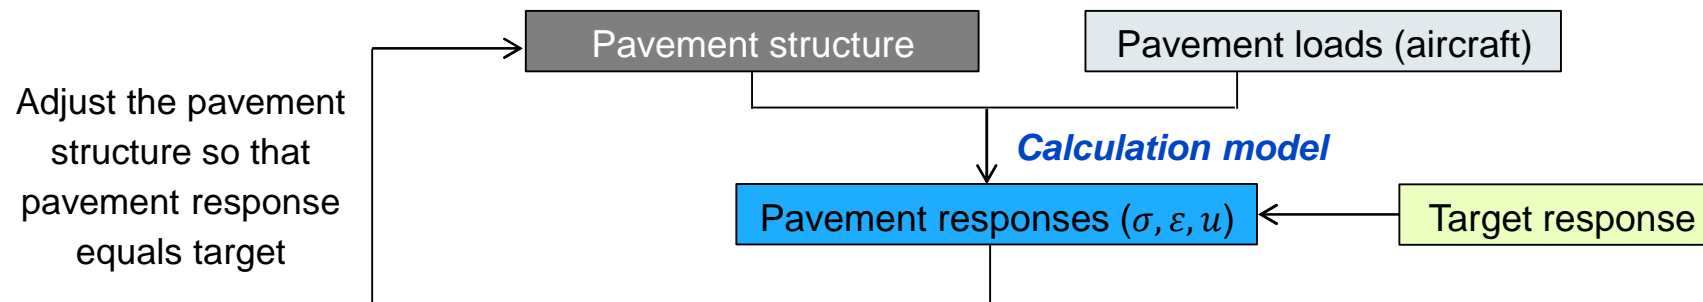 Pavement structure
Pavement loads (aircraft)
Adjust the pavement
structure so that
pavement response
equals target
Calculation model
Pavement responses (σ, ε, u)
Target response